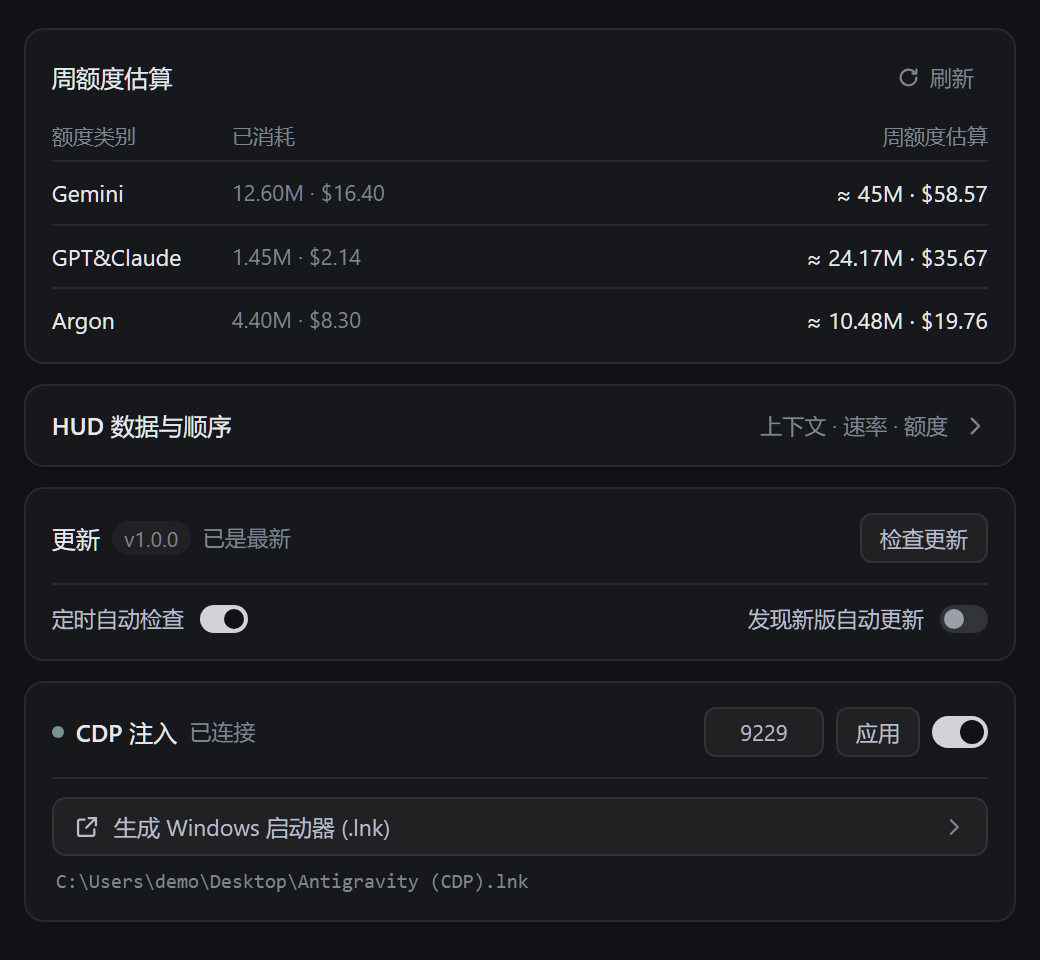 周额度估算 刷新
额度类别 已消耗 周额度估算
Gemini 12.60M · $16.40 ≈ 45M · $58.57
GPT&Claude 1.45M · $2.14 ≈ 24.17M · $35.67
Argon 4.40M · $8.30 ≈ 10.48M · $19.76
HUD 数据与顺序 上下文 · 速率 · 额度
更新 v1.0.0 已是最新 检查更新
定时自动检查 发现新版自动更新
CDP 注入 已连接 9229 应用
生成 Windows 启动器 (.lnk)
C:\Users\demo\Desktop\Antigravity (CDP).lnk